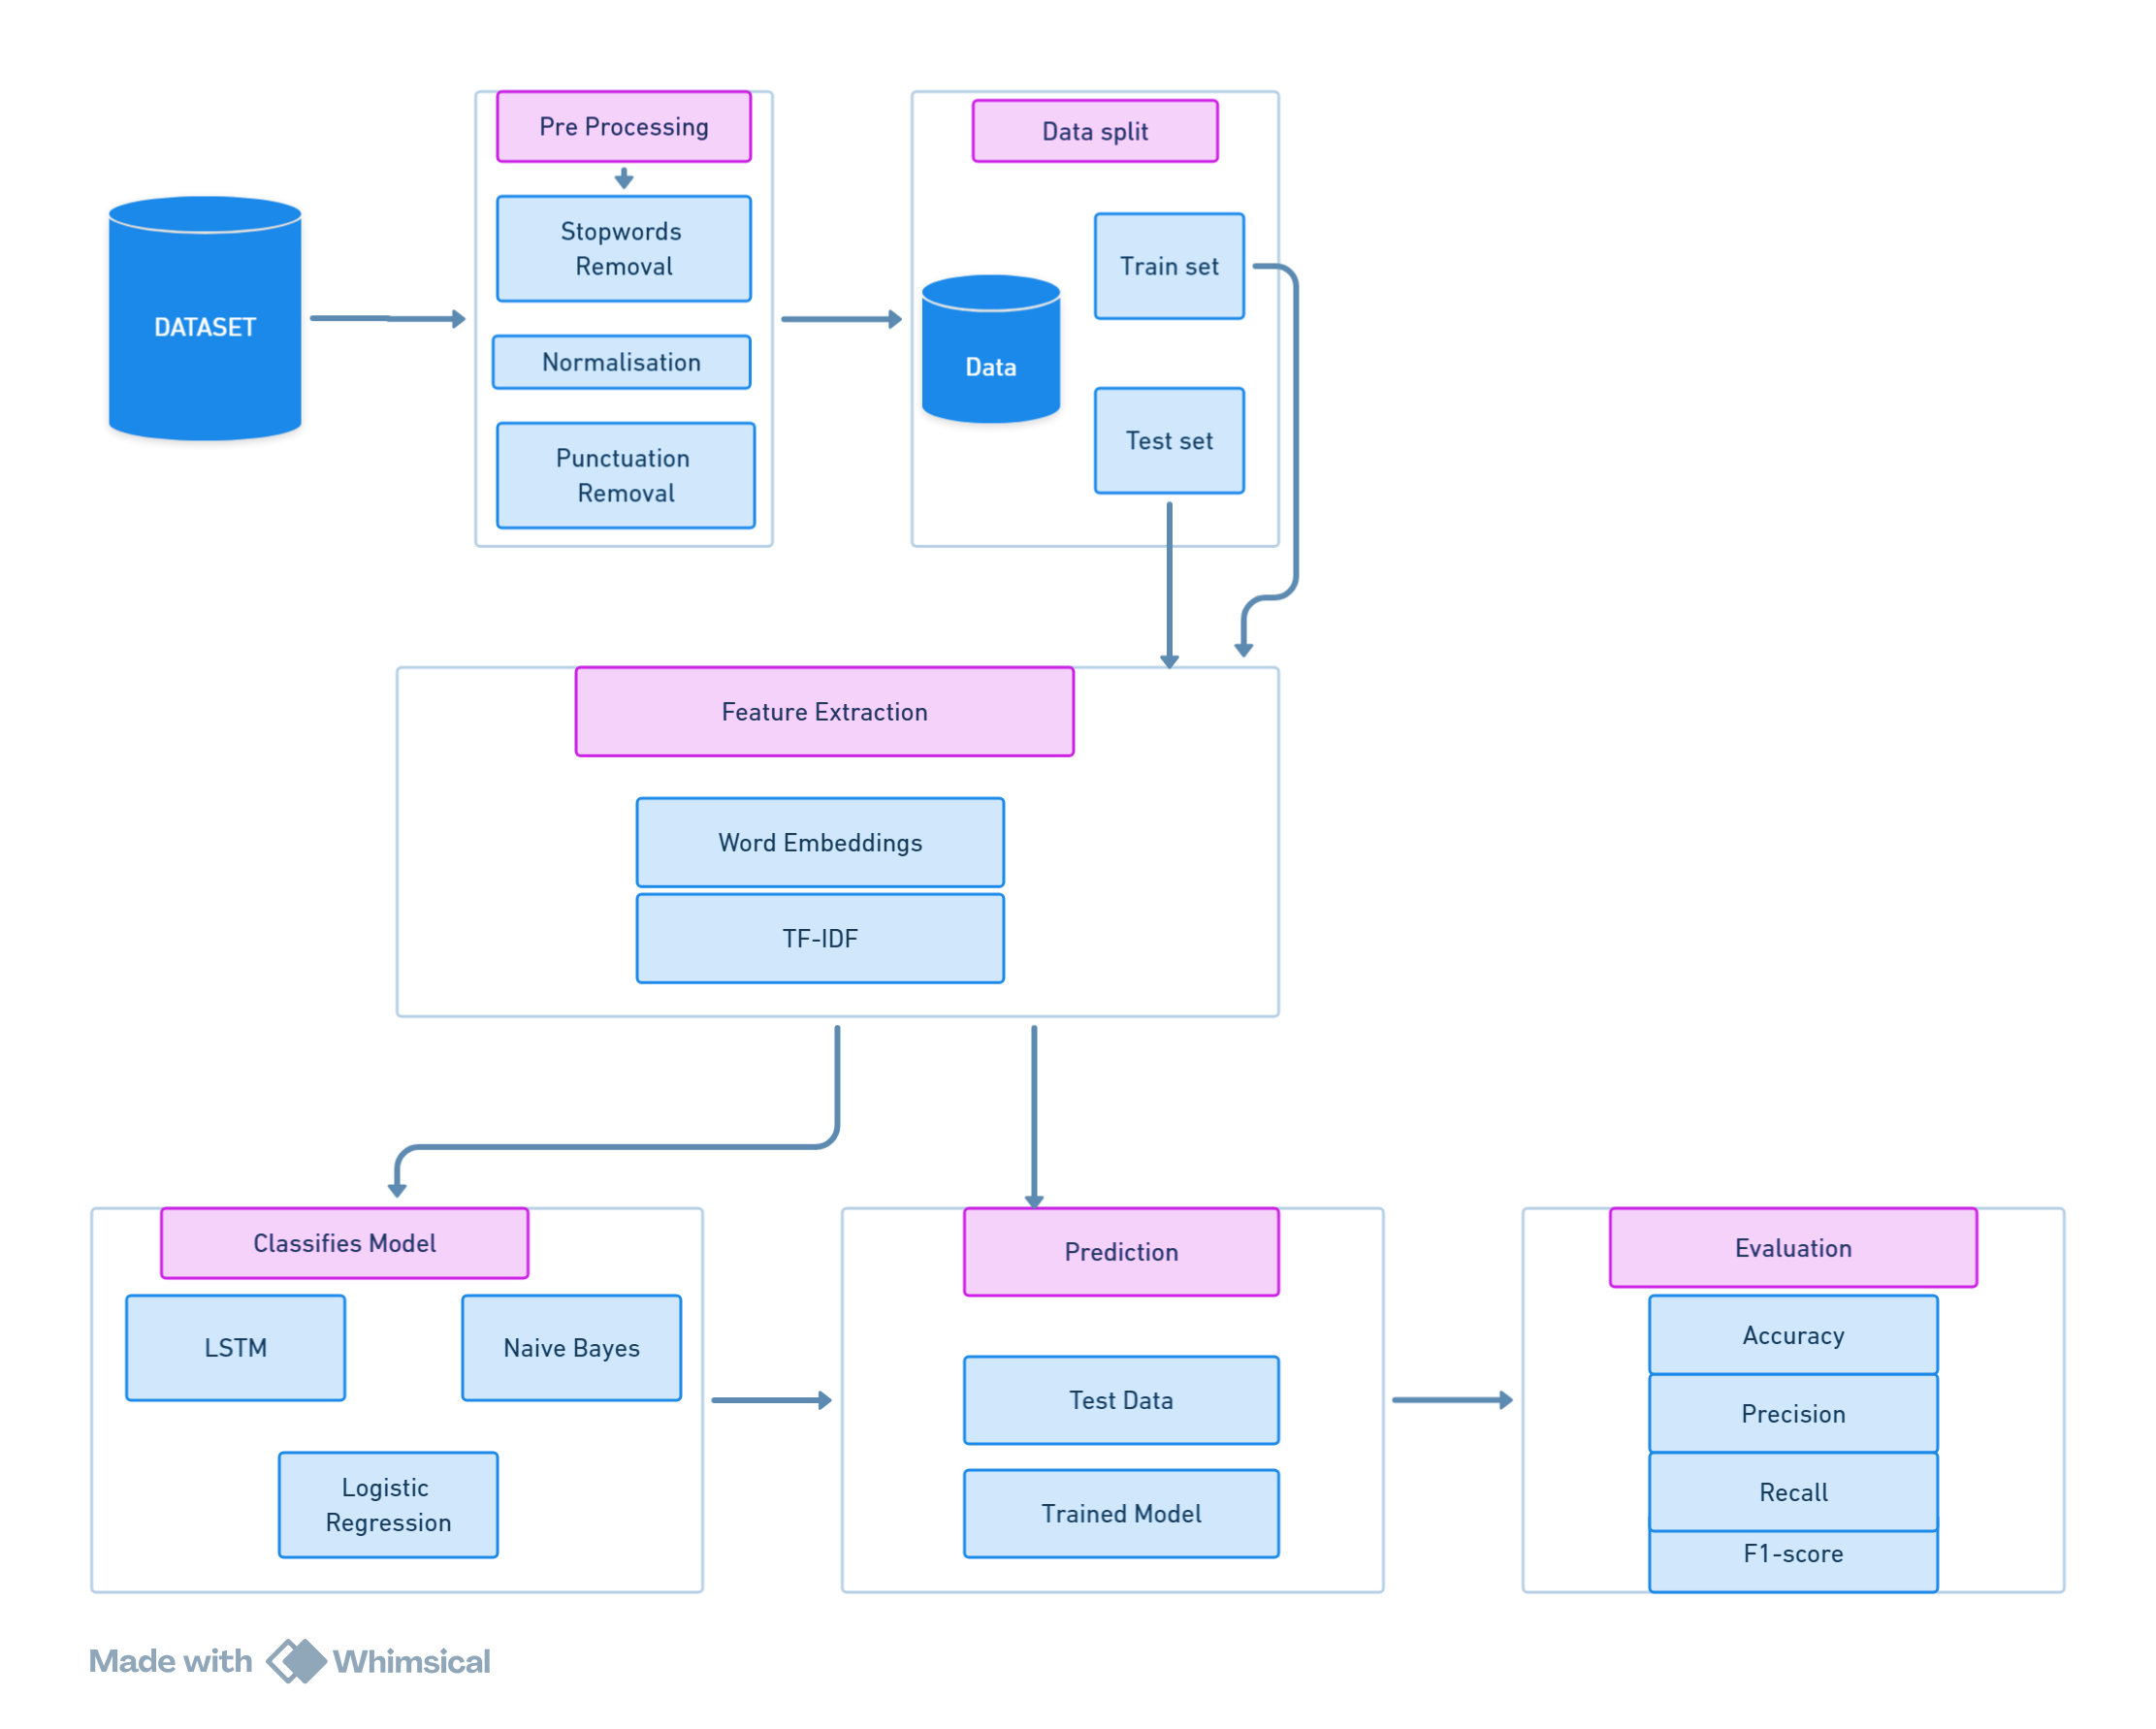 DATASET
Pre Processing
Stopwords
Removal
Normalisation
Punctuation
Removal
Data split
Data
Train set
Test set
Feature Extraction
Word Embeddings
TF-IDF
Classifies Model
LSTM
Naive Bayes
Logistic
Regression
Prediction
Test Data
Trained Model
Evaluation
Accuracy
Precision
Recall
F1-score
Made with Whimsical